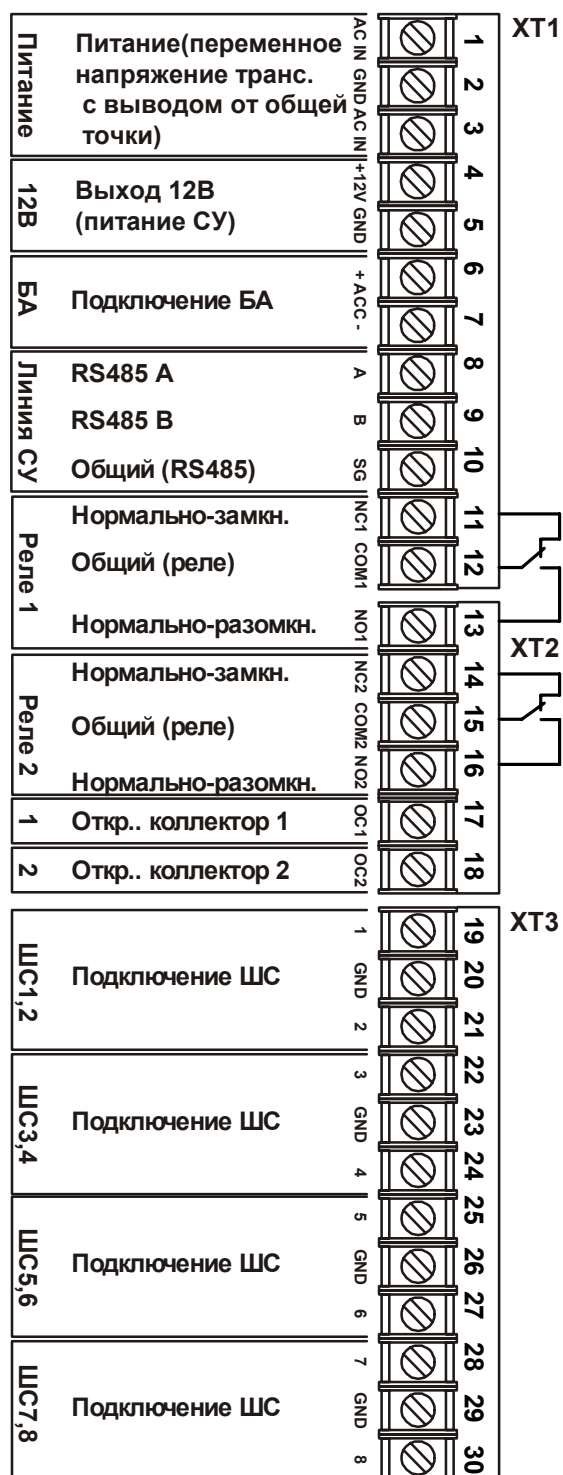 XT1
Питание
Питание(переменное
напряжение транс.
с выводом от общей
точки)
AC IN GND AC IN
1
2
3
12В
Выход 12В
(питание СУ)
+12V GND
4
5
БА
Подключение БА
+ ACC -
6
7
Линия СУ
RS485 A
A
8
RS485 B
B
9
Общий (RS485)
SG
10
Реле 1
Нормально-замкн.
NC1
11
Общий (реле)
COM1
12
Нормально-разомкн.
NO1
13
XT2
Реле 2
Нормально-замкн.
NC2
14
Общий (реле)
COM2
15
Нормально-разомкн.
NO2
16
1
Откр.. коллектор 1
OC1
17
2
Откр.. коллектор 2
OC2
18
XT3
ШС1,2
Подключение ШС
1
GND
2
19
20
21
ШС3,4
Подключение ШС
3
GND
4
22
23
24
ШС5,6
Подключение ШС
5
GND
6
25
26
27
ШС7,8
Подключение ШС
7
GND
8
28
29
30